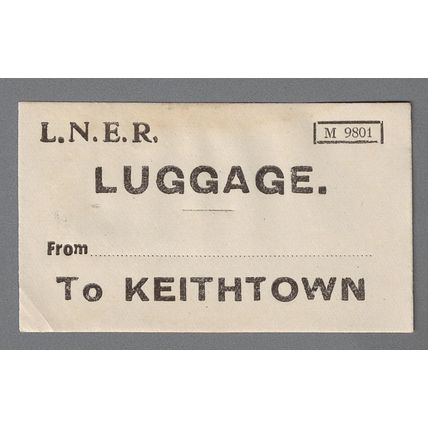 L.N.E.R.
M 9801
LUGGAGE.
From
To KEITHTOWN